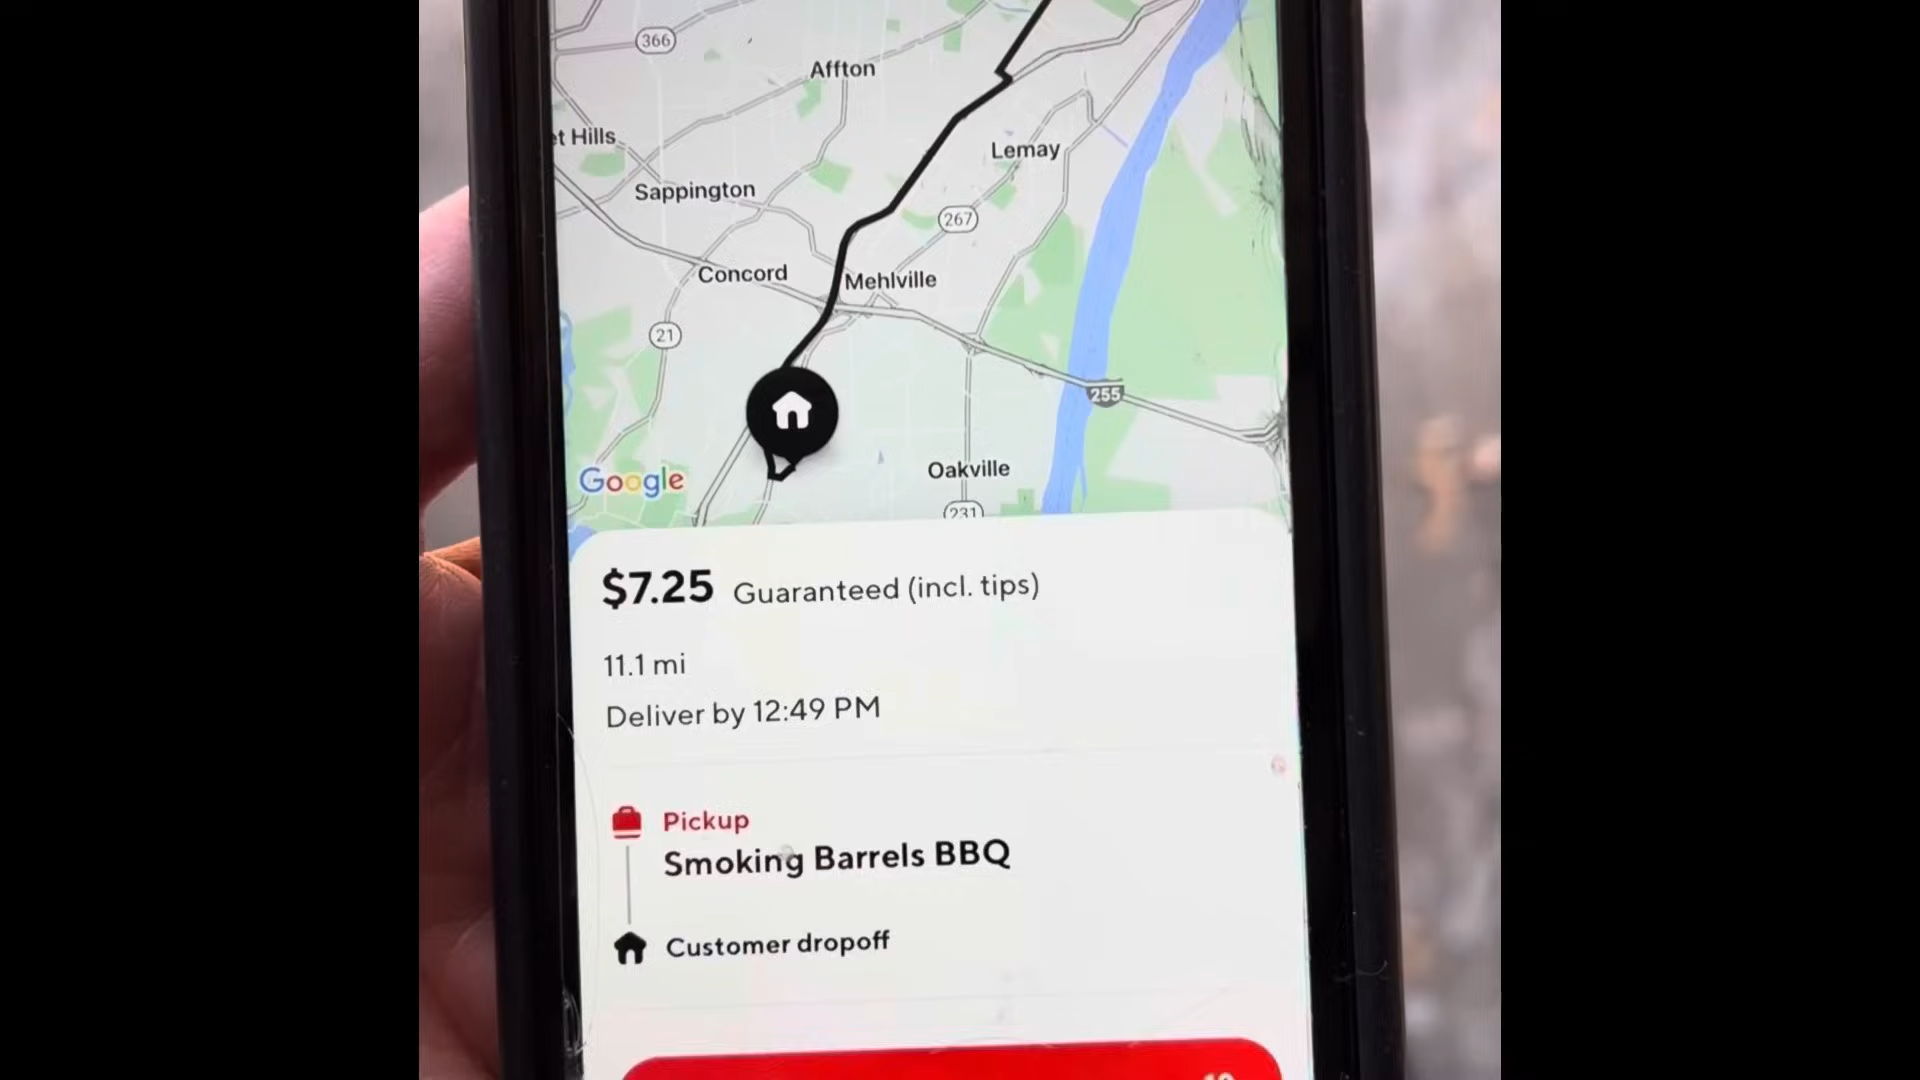 366
Affton
et Hills
Lemay
Sappington
267
Concord
Mehlville
21
255
Google
Oakville
231
$7.25 Guaranteed (incl. tips)
11.1 mi
Deliver by 12:49 PM
Pickup
Smoking Barrels BBQ
Customer dropoff